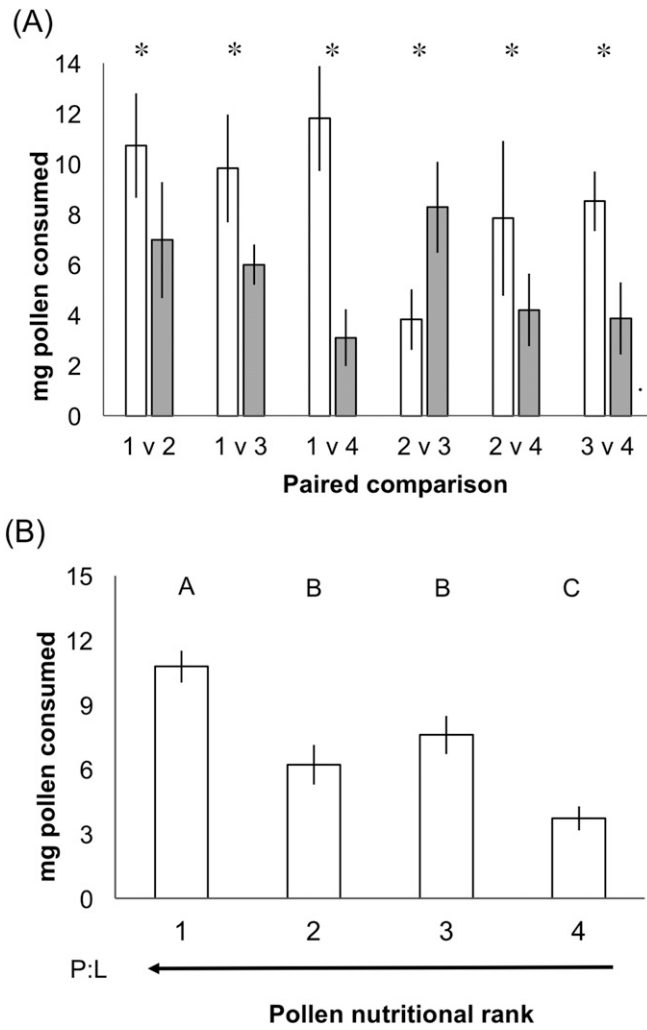 (A)
* * * * * *
14
12
10
8
6
4
2
0
mg pollen consumed
1 v 2 1 v 3 1 v 4 2 v 3 2 v 4 3 v 4
Paired comparison
(B)
A B B C
15
12
9
6
3
0
mg pollen consumed
1 2 3 4
P:L
Pollen nutritional rank